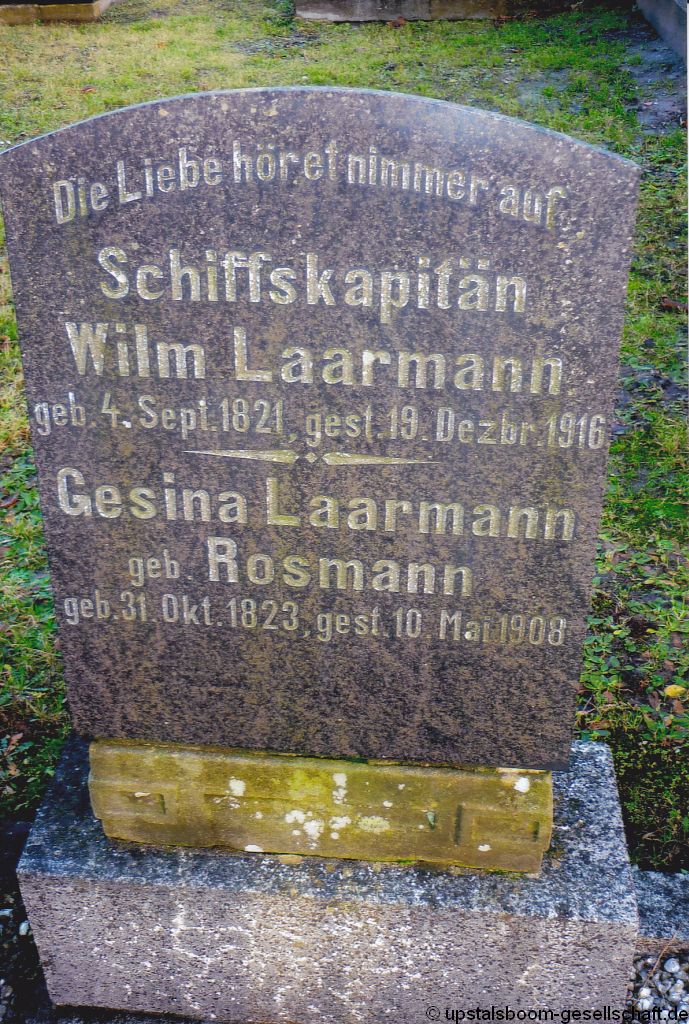 Die Liebe höret nimmer auf
Schiffskapitän
Wilm Laarmann
geb. 4. Sept. 1821, gest. 19. Dezbr. 1916
Gesina Laarmann
geb. Rosmann
geb. 31. Okt. 1823, gest. 10. Mai 1908
© upstalsboom-gesellschaft.de